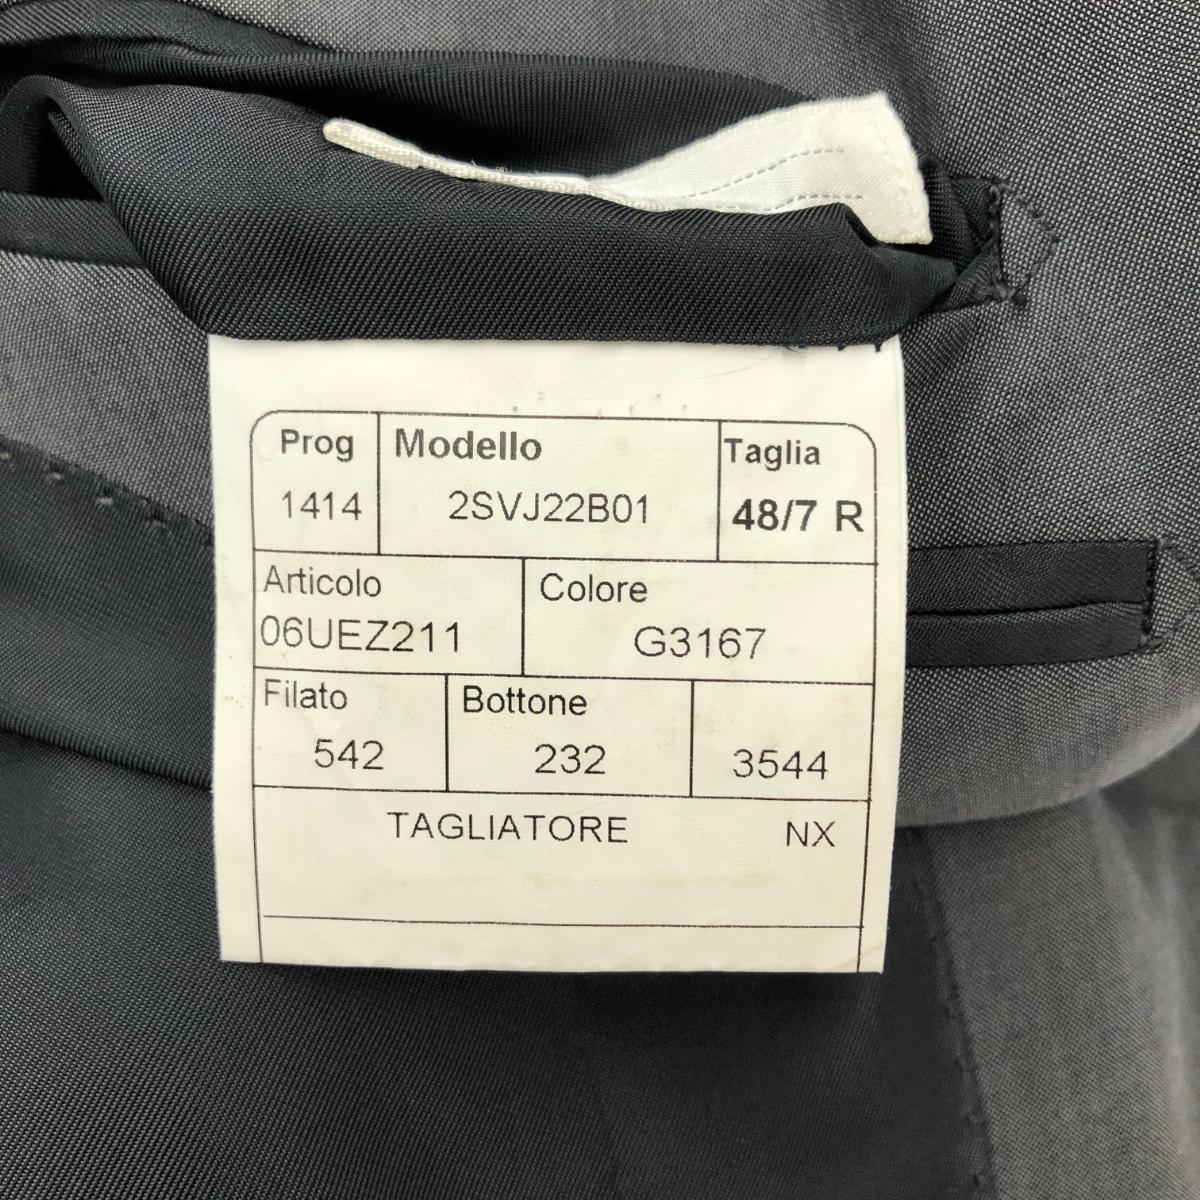 Prog Modello Taglia
1414 2SVJ22B01 48/7 R
Articolo Colore
06UEZ211 G3167
Filato Bottone
542 232 3544
TAGLIATORE NX